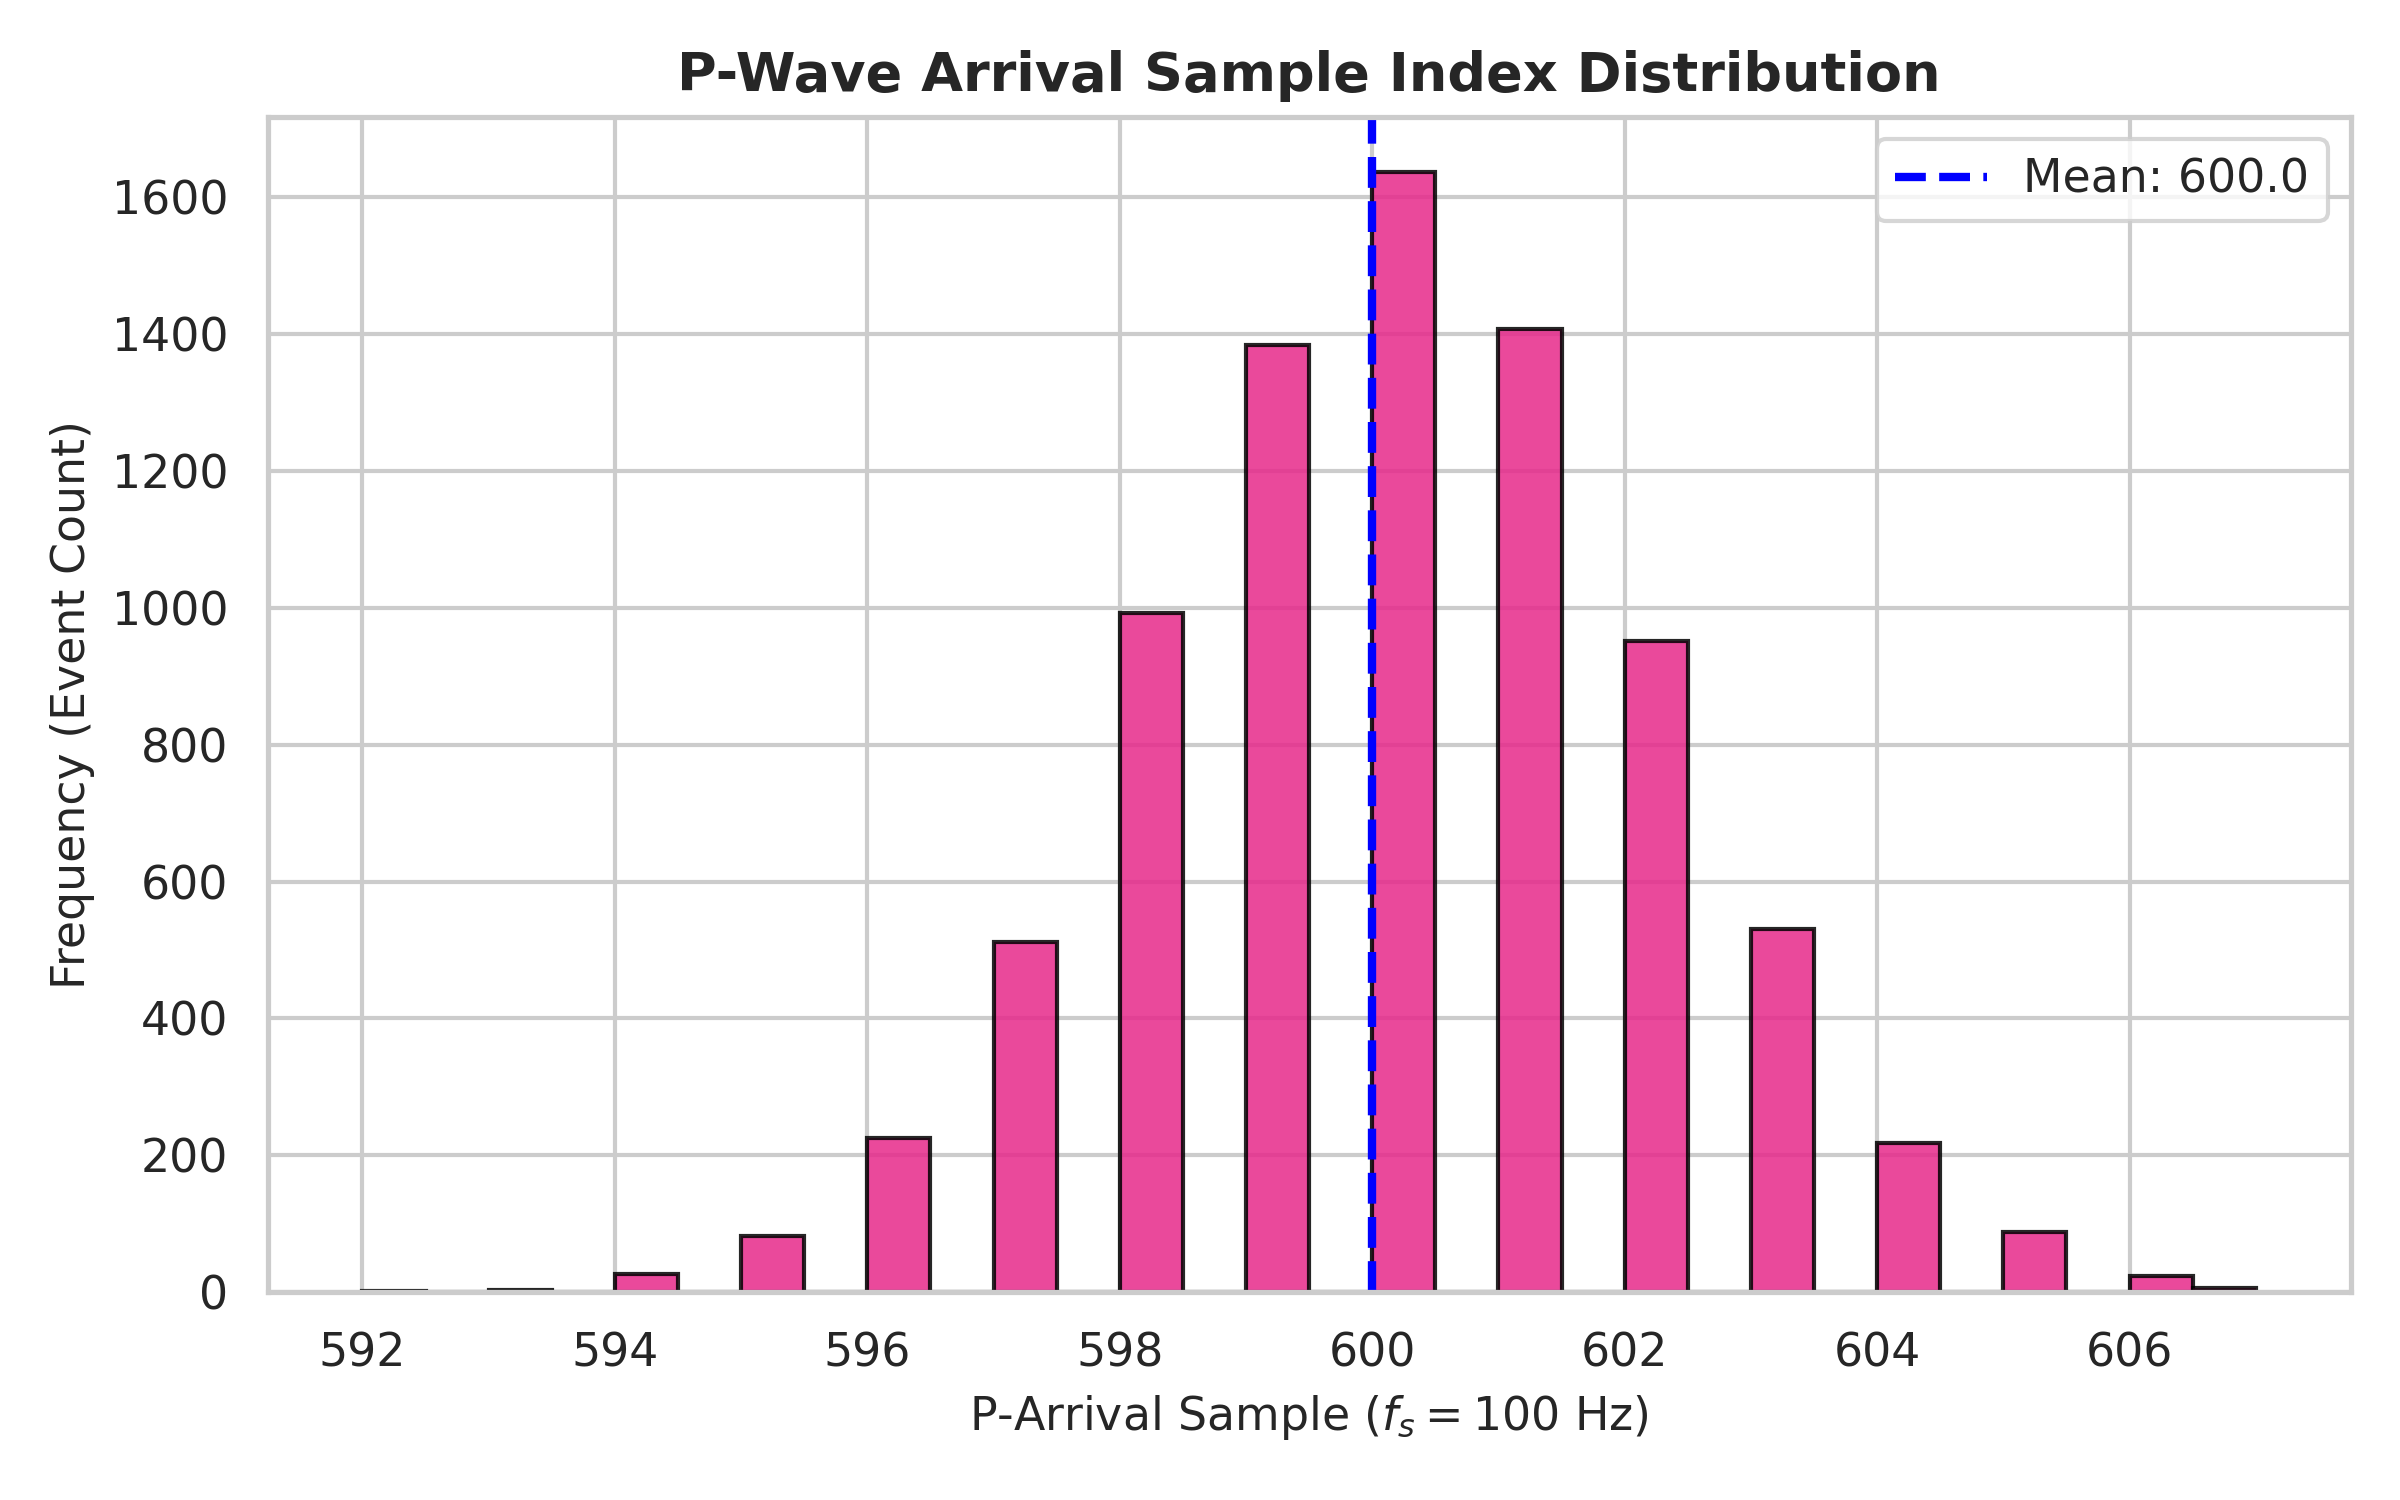 P-Wave Arrival Sample Index Distribution
Mean: 600.0
Frequency (Event Count)
1600
1400
1200
1000
800
600
400
200
0
592 594 596 598 600 602 604 606
P-Arrival Sample (fₛ = 100 Hz)